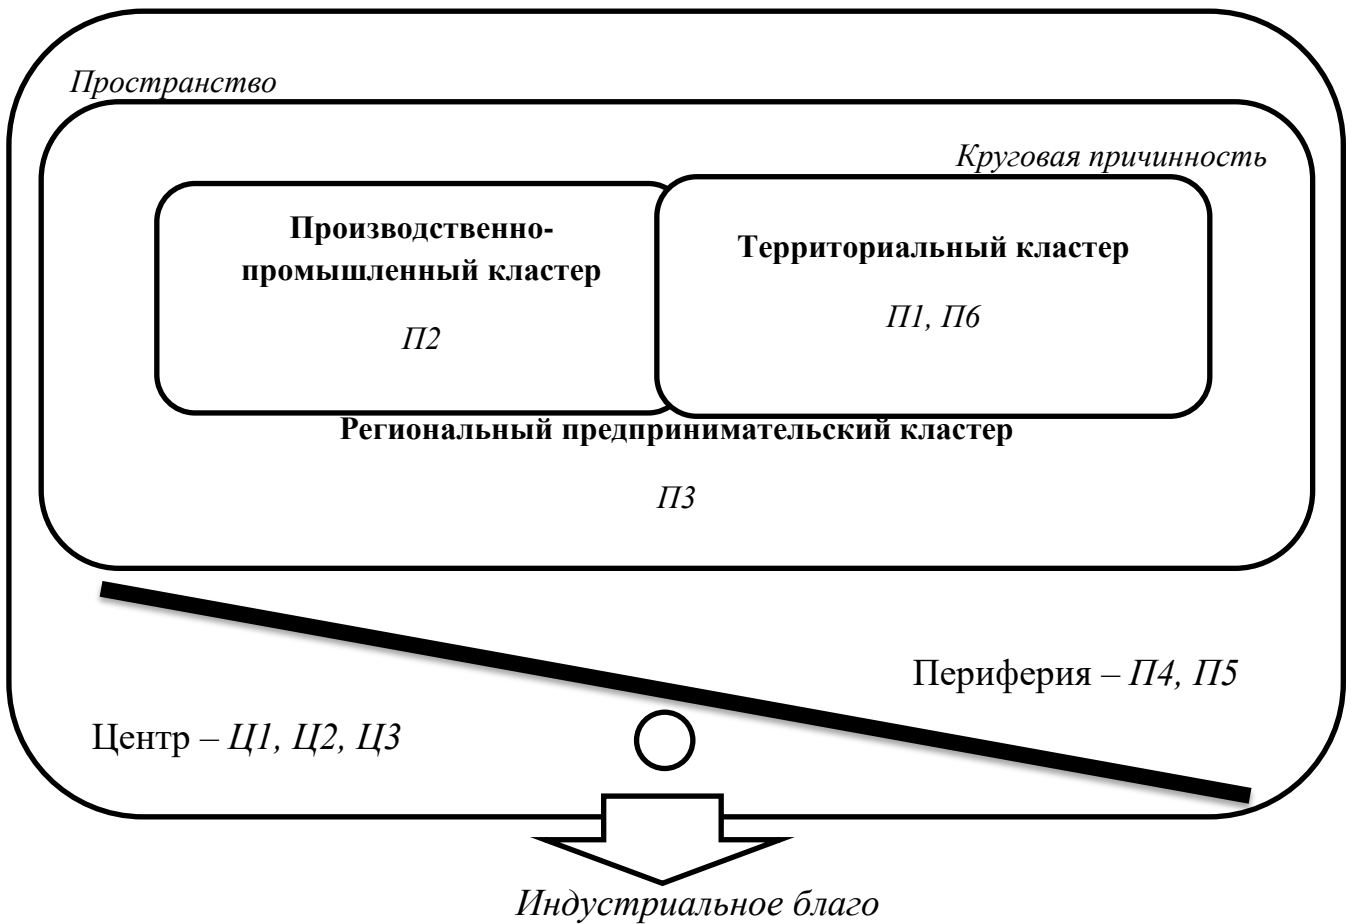 Пространство
Круговая причинность
Производственно-
промышленный кластер
П2
Территориальный кластер
П1, П6
Региональный предпринимательский кластер
П3
Периферия – П4, П5
Центр – Ц1, Ц2, Ц3
Индустриальное благо